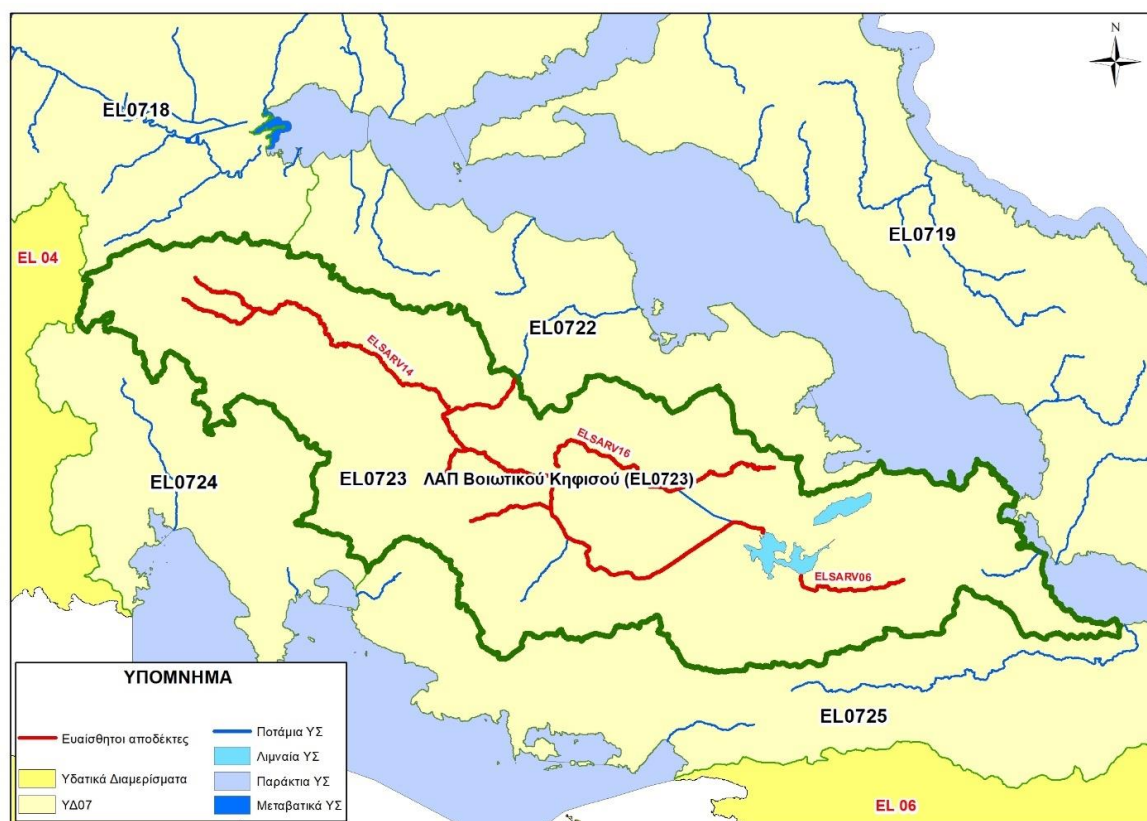 N
EL0718
EL0719
EL 04
EL0722
ELSARV14
ELSARV16
EL0723 ΛΑΠ Βοιωτικού Κηφισού (EL0723)
EL0724
ELSARV06
EL0725
EL 06
ΥΠΟΜΝΗΜΑ
Ευαίσθητοι αποδέκτες
Υδατικά Διαμερίσματα
ΥΔ07
Ποτάμια ΥΣ
Λιμναία ΥΣ
Παράκτια ΥΣ
Μεταβατικά ΥΣ